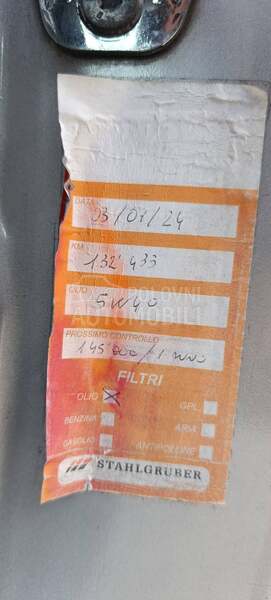 DATA
03/07/24
KM
132'433
OLIO
5W40
POLOVNI
AUTOMOBILI
PROSSIMO CONTROLLO
145'000/1
FILTRI
OLIO
GPL
BENZINA
ARIA
GASOLIO
ANTIPOLLINE
STAHLGRUBER